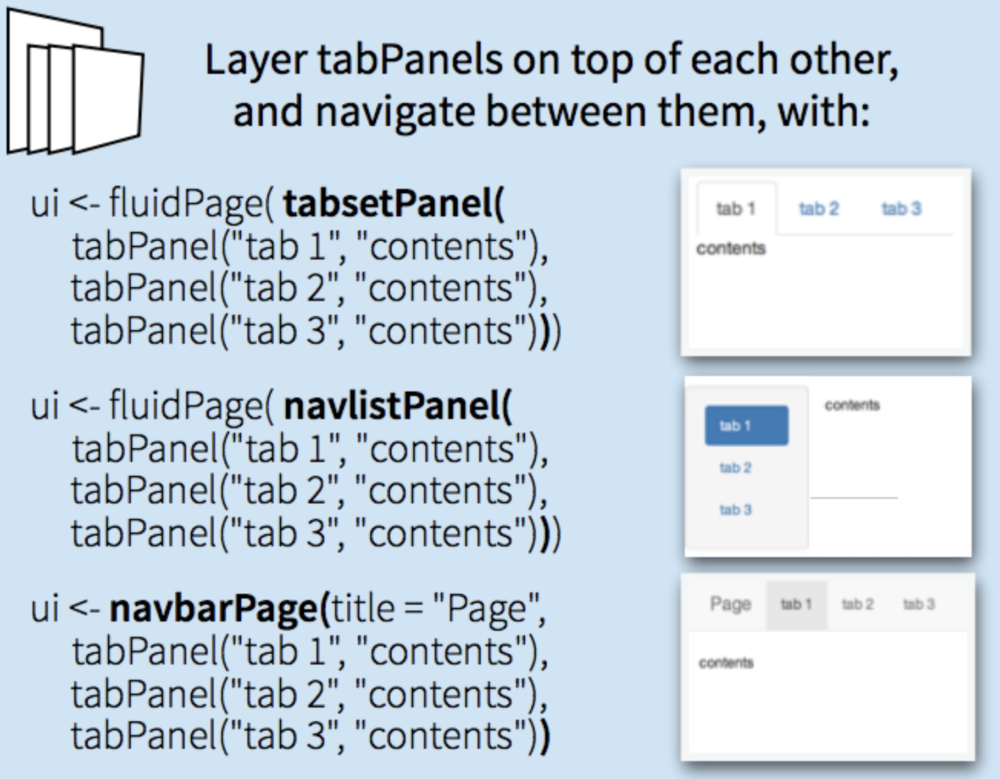 Layer tabPanels on top of each other,
and navigate between them, with:
ui <- fluidPage( tabsetPanel(
tabPanel("tab 1", "contents"),
tabPanel("tab 2", "contents"),
tabPanel("tab 3", "contents")))
tab 1 tab 2 tab 3
contents
ui <- fluidPage( navlistPanel(
tabPanel("tab 1", "contents"),
tabPanel("tab 2", "contents"),
tabPanel("tab 3", "contents")))
tab 1
tab 2
tab 3
contents
ui <- navbarPage(title = "Page",
tabPanel("tab 1", "contents"),
tabPanel("tab 2", "contents"),
tabPanel("tab 3", "contents"))
Page tab 1 tab 2 tab 3
contents